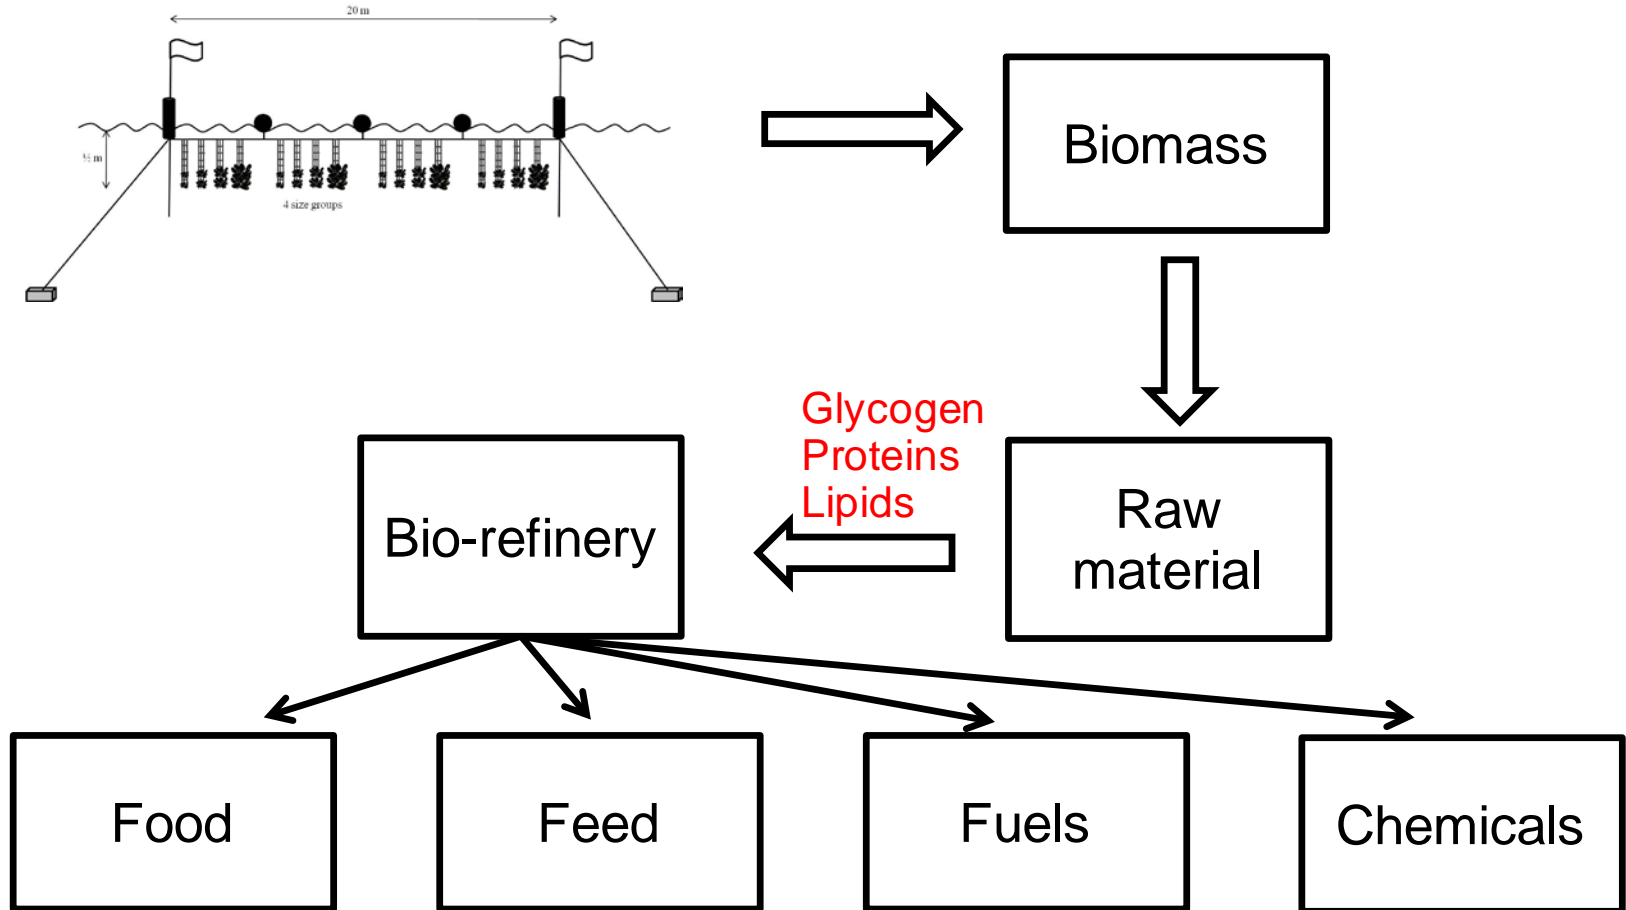 20 m
½ m
4 size groups
Biomass
Glycogen
Proteins
Lipids
Bio-refinery
Raw
material
Food
Feed
Fuels
Chemicals